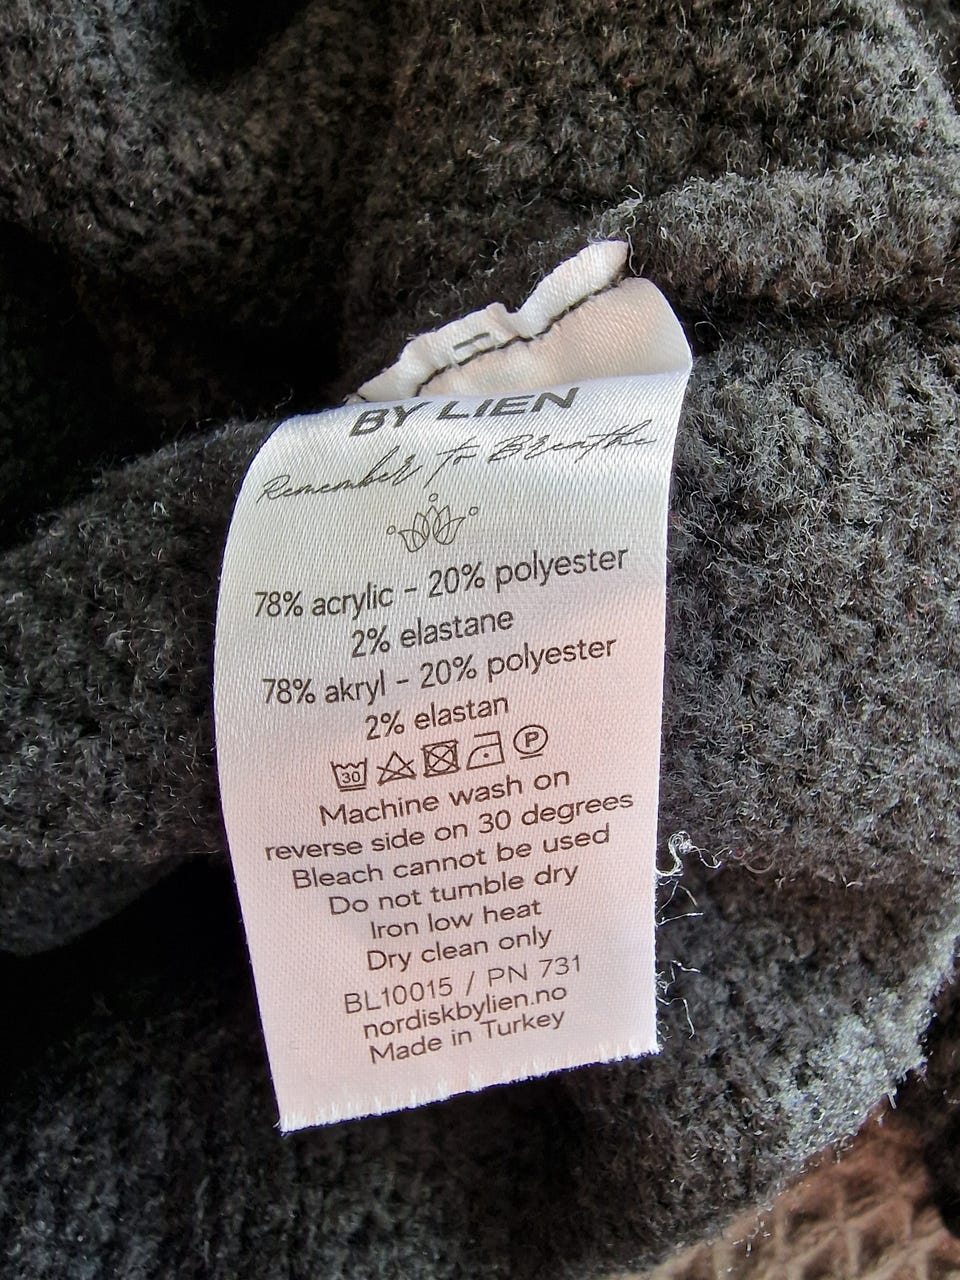 BY LIEN
Remember to Breathe
78% acrylic - 20% polyester
2% elastane
78% akryl - 20% polyester
2% elastan
30 P
Machine wash on
reverse side on 30 degrees
Bleach cannot be used
Do not tumble dry
Iron low heat
Dry clean only
BL10015 / PN 731
nordiskbylien.no
Made in Turkey